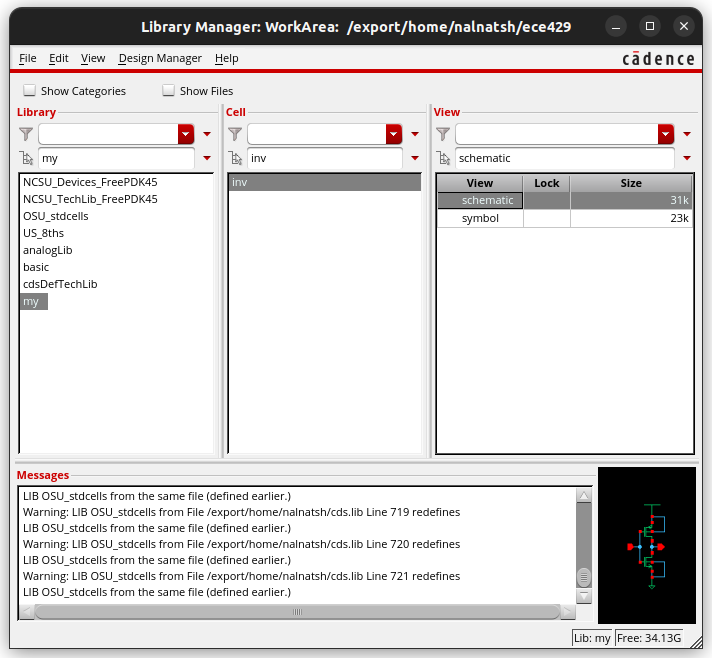 Library Manager: WorkArea: /export/home/nalnatsh/ece429
File Edit View Design Manager Help
cādence
Show Categories Show Files
Library
my
NCSU_Devices_FreePDK45
NCSU_TechLib_FreePDK45
OSU_stdcells
US_8ths
analogLib
basic
cdsDefTechLib
my
Cell
inv
inv
View
schematic
View Lock Size
schematic 31k
symbol 23k
Messages
LIB OSU_stdcells from the same file (defined earlier.)
Warning: LIB OSU_stdcells from File /export/home/nalnatsh/cds.lib Line 719 redefines
LIB OSU_stdcells from the same file (defined earlier.)
Warning: LIB OSU_stdcells from File /export/home/nalnatsh/cds.lib Line 720 redefines
LIB OSU_stdcells from the same file (defined earlier.)
Warning: LIB OSU_stdcells from File /export/home/nalnatsh/cds.lib Line 721 redefines
LIB OSU_stdcells from the same file (defined earlier.)
Lib: my Free: 34.13G